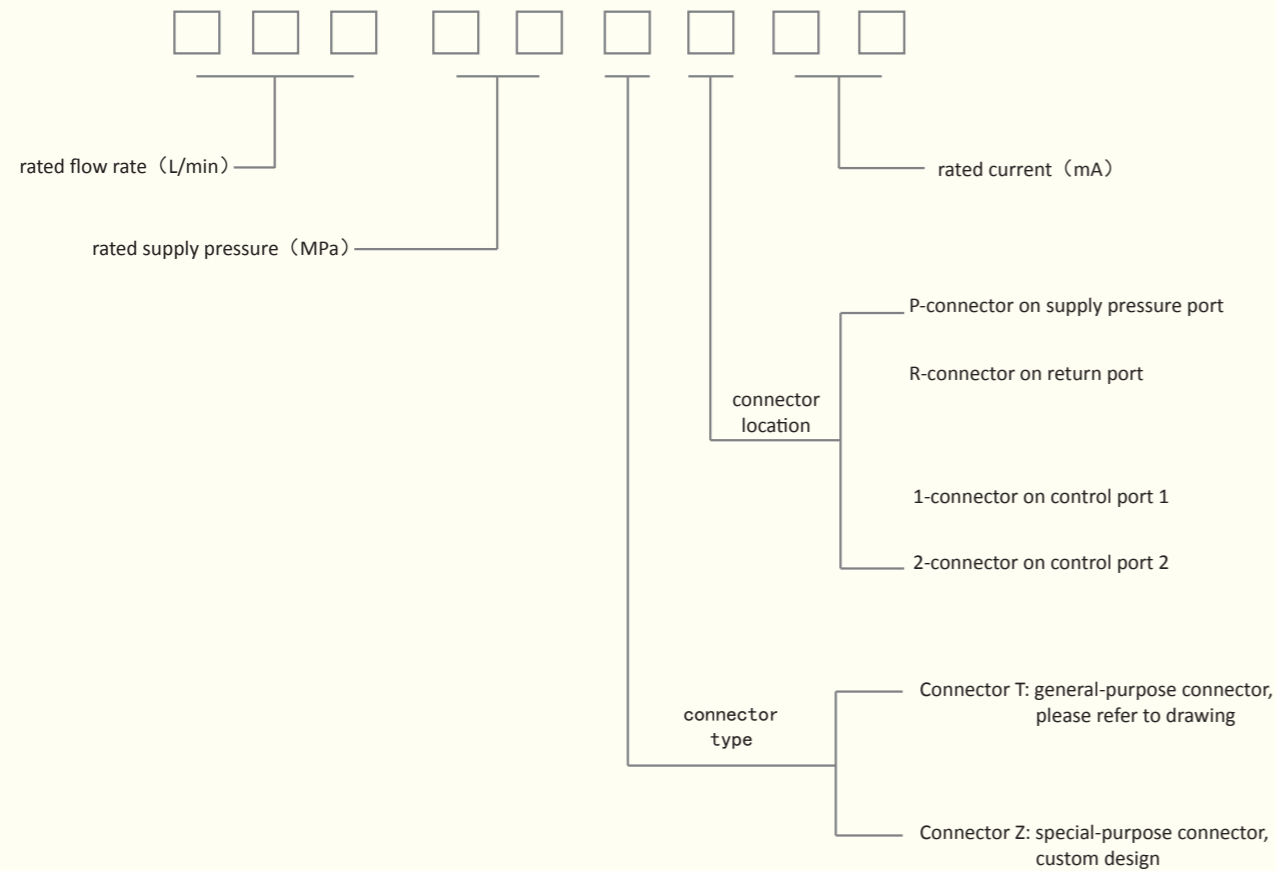 rated flow rate（L/min）
rated current（mA）
rated supply pressure（MPa）
P-connector on supply pressure port
R-connector on return port
connector
location
1-connector on control port 1
2-connector on control port 2
Connector T: general-purpose connector,
please refer to drawing
connector
type
Connector Z: special-purpose connector,
custom design